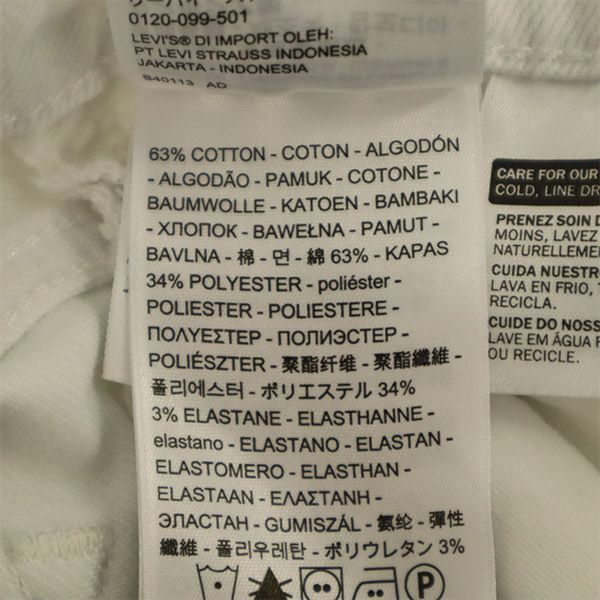 0120-099-501
LEVI'S® DI IMPORT OLEH:
PT LEVI STRAUSS INDONESIA
JAKARTA - INDONESIA
S40113 AD
63% COTTON - COTON - ALGODÓN
- ALGODÃO - PAMUK - COTONE -
BAUMWOLLE - KATOEN - BAMBAKI
- ХЛОПОК - BAWEŁNA - PAMUT -
BAVLNA - 棉 - 면 - 綿 63% - KAPAS
34% POLYESTER - poliéster -
POLIESTER - POLIESTERE -
ΠΟΛΥΕΣΤΕΡ - ПОЛИЭСТЕР -
POLIÉSZTER - 聚酯纤维 - 聚酯纖維 -
폴리에스터 - ポリエステル 34%
3% ELASTANE - ELASTHANNE -
elastano - ELASTANO - ELASTAN -
ELASTOMERO - ELASTHAN -
ELASTAAN - ΕΛΑΣΤΑΝΗ -
ЭЛАСТАН - GUMISZÁL - 氨纶 - 彈性
纖維 - 폴리우레탄 - ポリウレタン 3%
P
CARE FOR OUR
COLD, LINE DR
PRENEZ SOIN D
MOINS, LAVEZ
NATURELLEME
CUIDA NUESTR
LAVA EN FRIO,
RECICLA.
CUIDE DO NOSS
LAVE EM ÁGUA F
OU RECICLE.